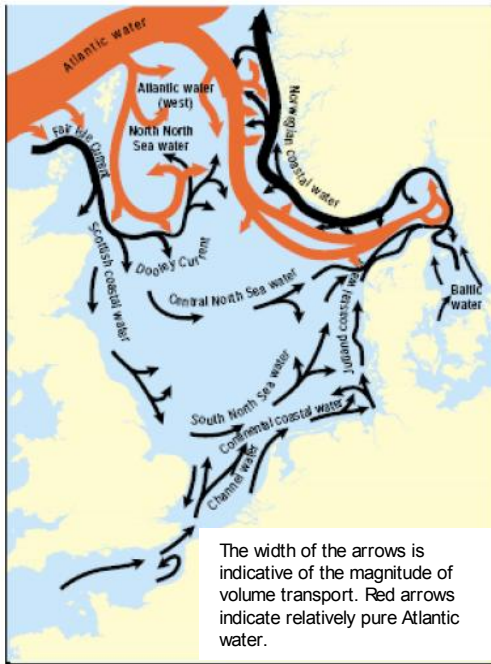 Atlantic water
Atlantic water
(west)
North North
Sea water
Fair Isle Current
Norwegian coastal water
Scottish coastal water
Dooley Current
Central North Sea water
Baltic
water
Jutland coastal water
South North Sea water
Continental coastal water
Channel water
The width of the arrows is
indicative of the magnitude of
volume transport. Red arrows
indicate relatively pure Atlantic
water.